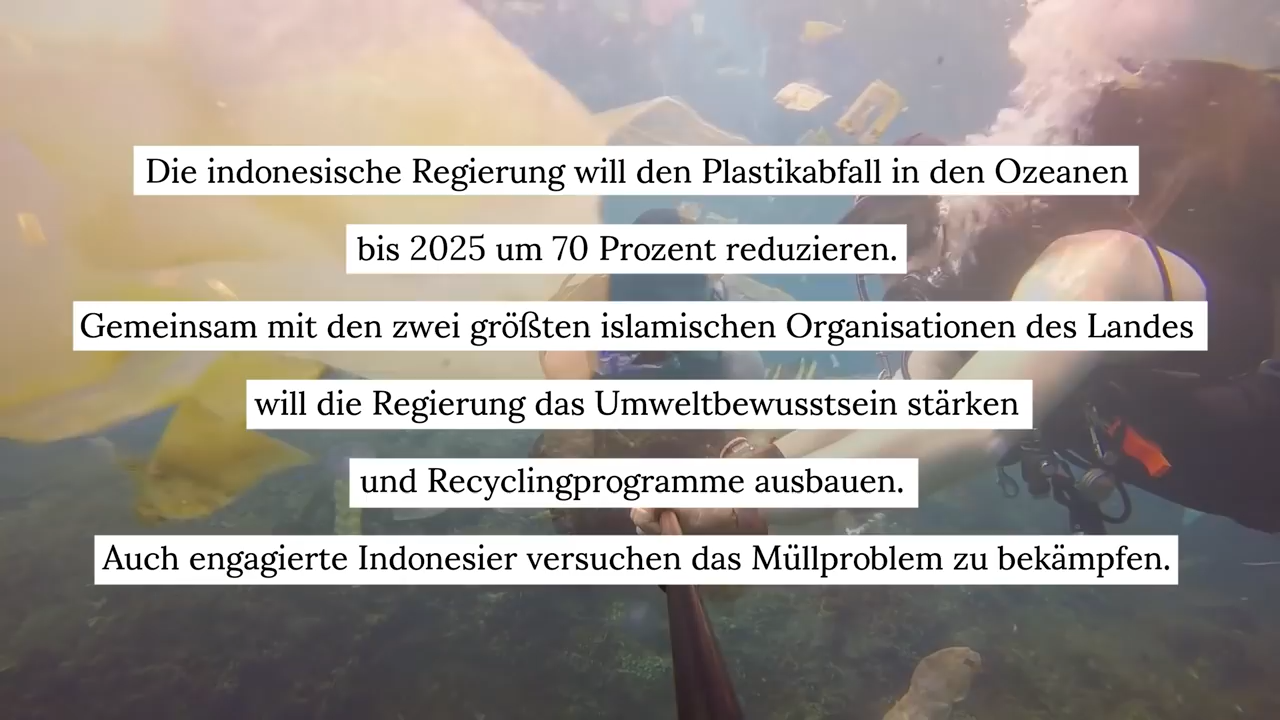 Die indonesische Regierung will den Plastikabfall in den Ozeanen
bis 2025 um 70 Prozent reduzieren.
Gemeinsam mit den zwei größten islamischen Organisationen des Landes
will die Regierung das Umweltbewusstsein stärken
und Recyclingprogramme ausbauen.
Auch engagierte Indonesier versuchen das Müllproblem zu bekämpfen.